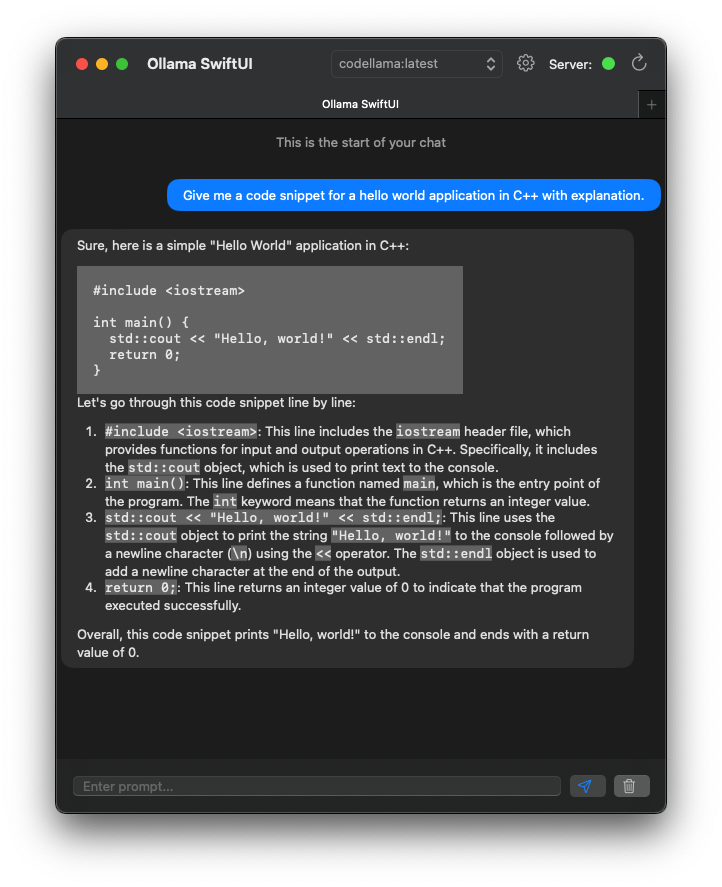 Ollama SwiftUI
codellama:latest
Server:
Ollama SwiftUI
+
This is the start of your chat
Give me a code snippet for a hello world application in C++ with explanation.
Sure, here is a simple "Hello World" application in C++:
#include <iostream>
int main() {
  std::cout << "Hello, world!" << std::endl;
  return 0;
}
Let's go through this code snippet line by line:
1. #include <iostream>: This line includes the iostream header file, which
provides functions for input and output operations in C++. Specifically, it includes
the std::cout object, which is used to print text to the console.
2. int main(): This line defines a function named main, which is the entry point of
the program. The int keyword means that the function returns an integer value.
3. std::cout << "Hello, world!" << std::endl;: This line uses the
std::cout object to print the string "Hello, world!" to the console followed by
a newline character (\n) using the << operator. The std::endl object is used to
add a newline character at the end of the output.
4. return 0;: This line returns an integer value of 0 to indicate that the program
executed successfully.
Overall, this code snippet prints "Hello, world!" to the console and ends with a return
value of 0.
Enter prompt...